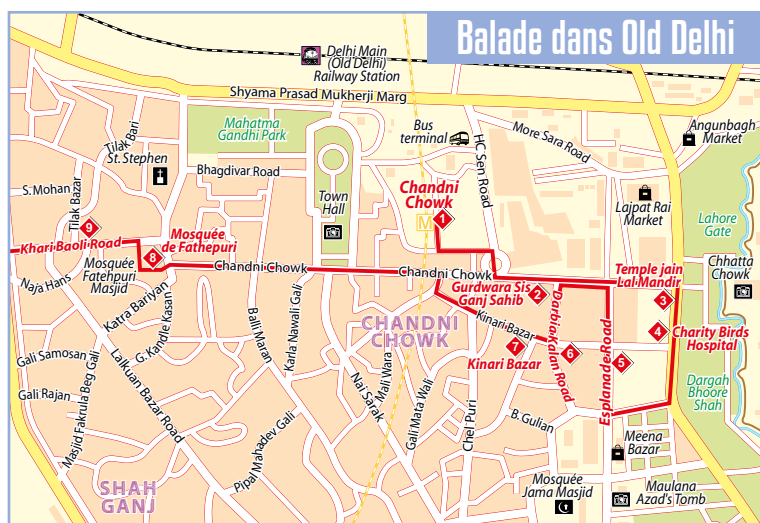 Balade dans Old Delhi
Delhi Main
(Old Delhi)
Railway Station
Shyama Prasad Mukherji Marg
Mahatma
Gandhi Park
Bus
terminal
HC Sen Road
More Sara Road
Angunbagh
Market
Tilak Bari
St. Stephen
Bhagdivar Road
S. Mohan
Tilak Bazar
Town
Hall
Chandni
Chowk
1
M
Lajpat Rai
Market
Lahore
Gate
9
Khari Baoli Road
Mosquée
de Fathepuri
8
Mosquée
Fatehpuri
Masjid
Chandni Chowk
Chandni Chowk
Gurdwara Sis
Ganj Sahib
2
Temple jain
Lal Mandir
3
Chhatta
Chowk
Naja Hans
Katra Bariyan
G. Kandle Kasan
Balli Maran
Karla Nawali Gali
CHANDNI
CHOWK
Kinari Bazar
7
Kinari Bazar
Daribla Kalan Road
6
Esplanade Road
5
4
Charity Birds
Hospital
Gali Samosan
Gali Rajan
Masjid Fakrula Beg Gali
Lalkuan Bazar Road
Mali Wara
Nai Sarak
Gali Mata Wali
Chel Puri
B. Gulian
Dargah
Bhoore
Shah
Pipal Mahadev Gali
Meena
Bazar
SHAH
GANJ
Mosquée
Jama Masjid
Maulana
Azad's Tomb